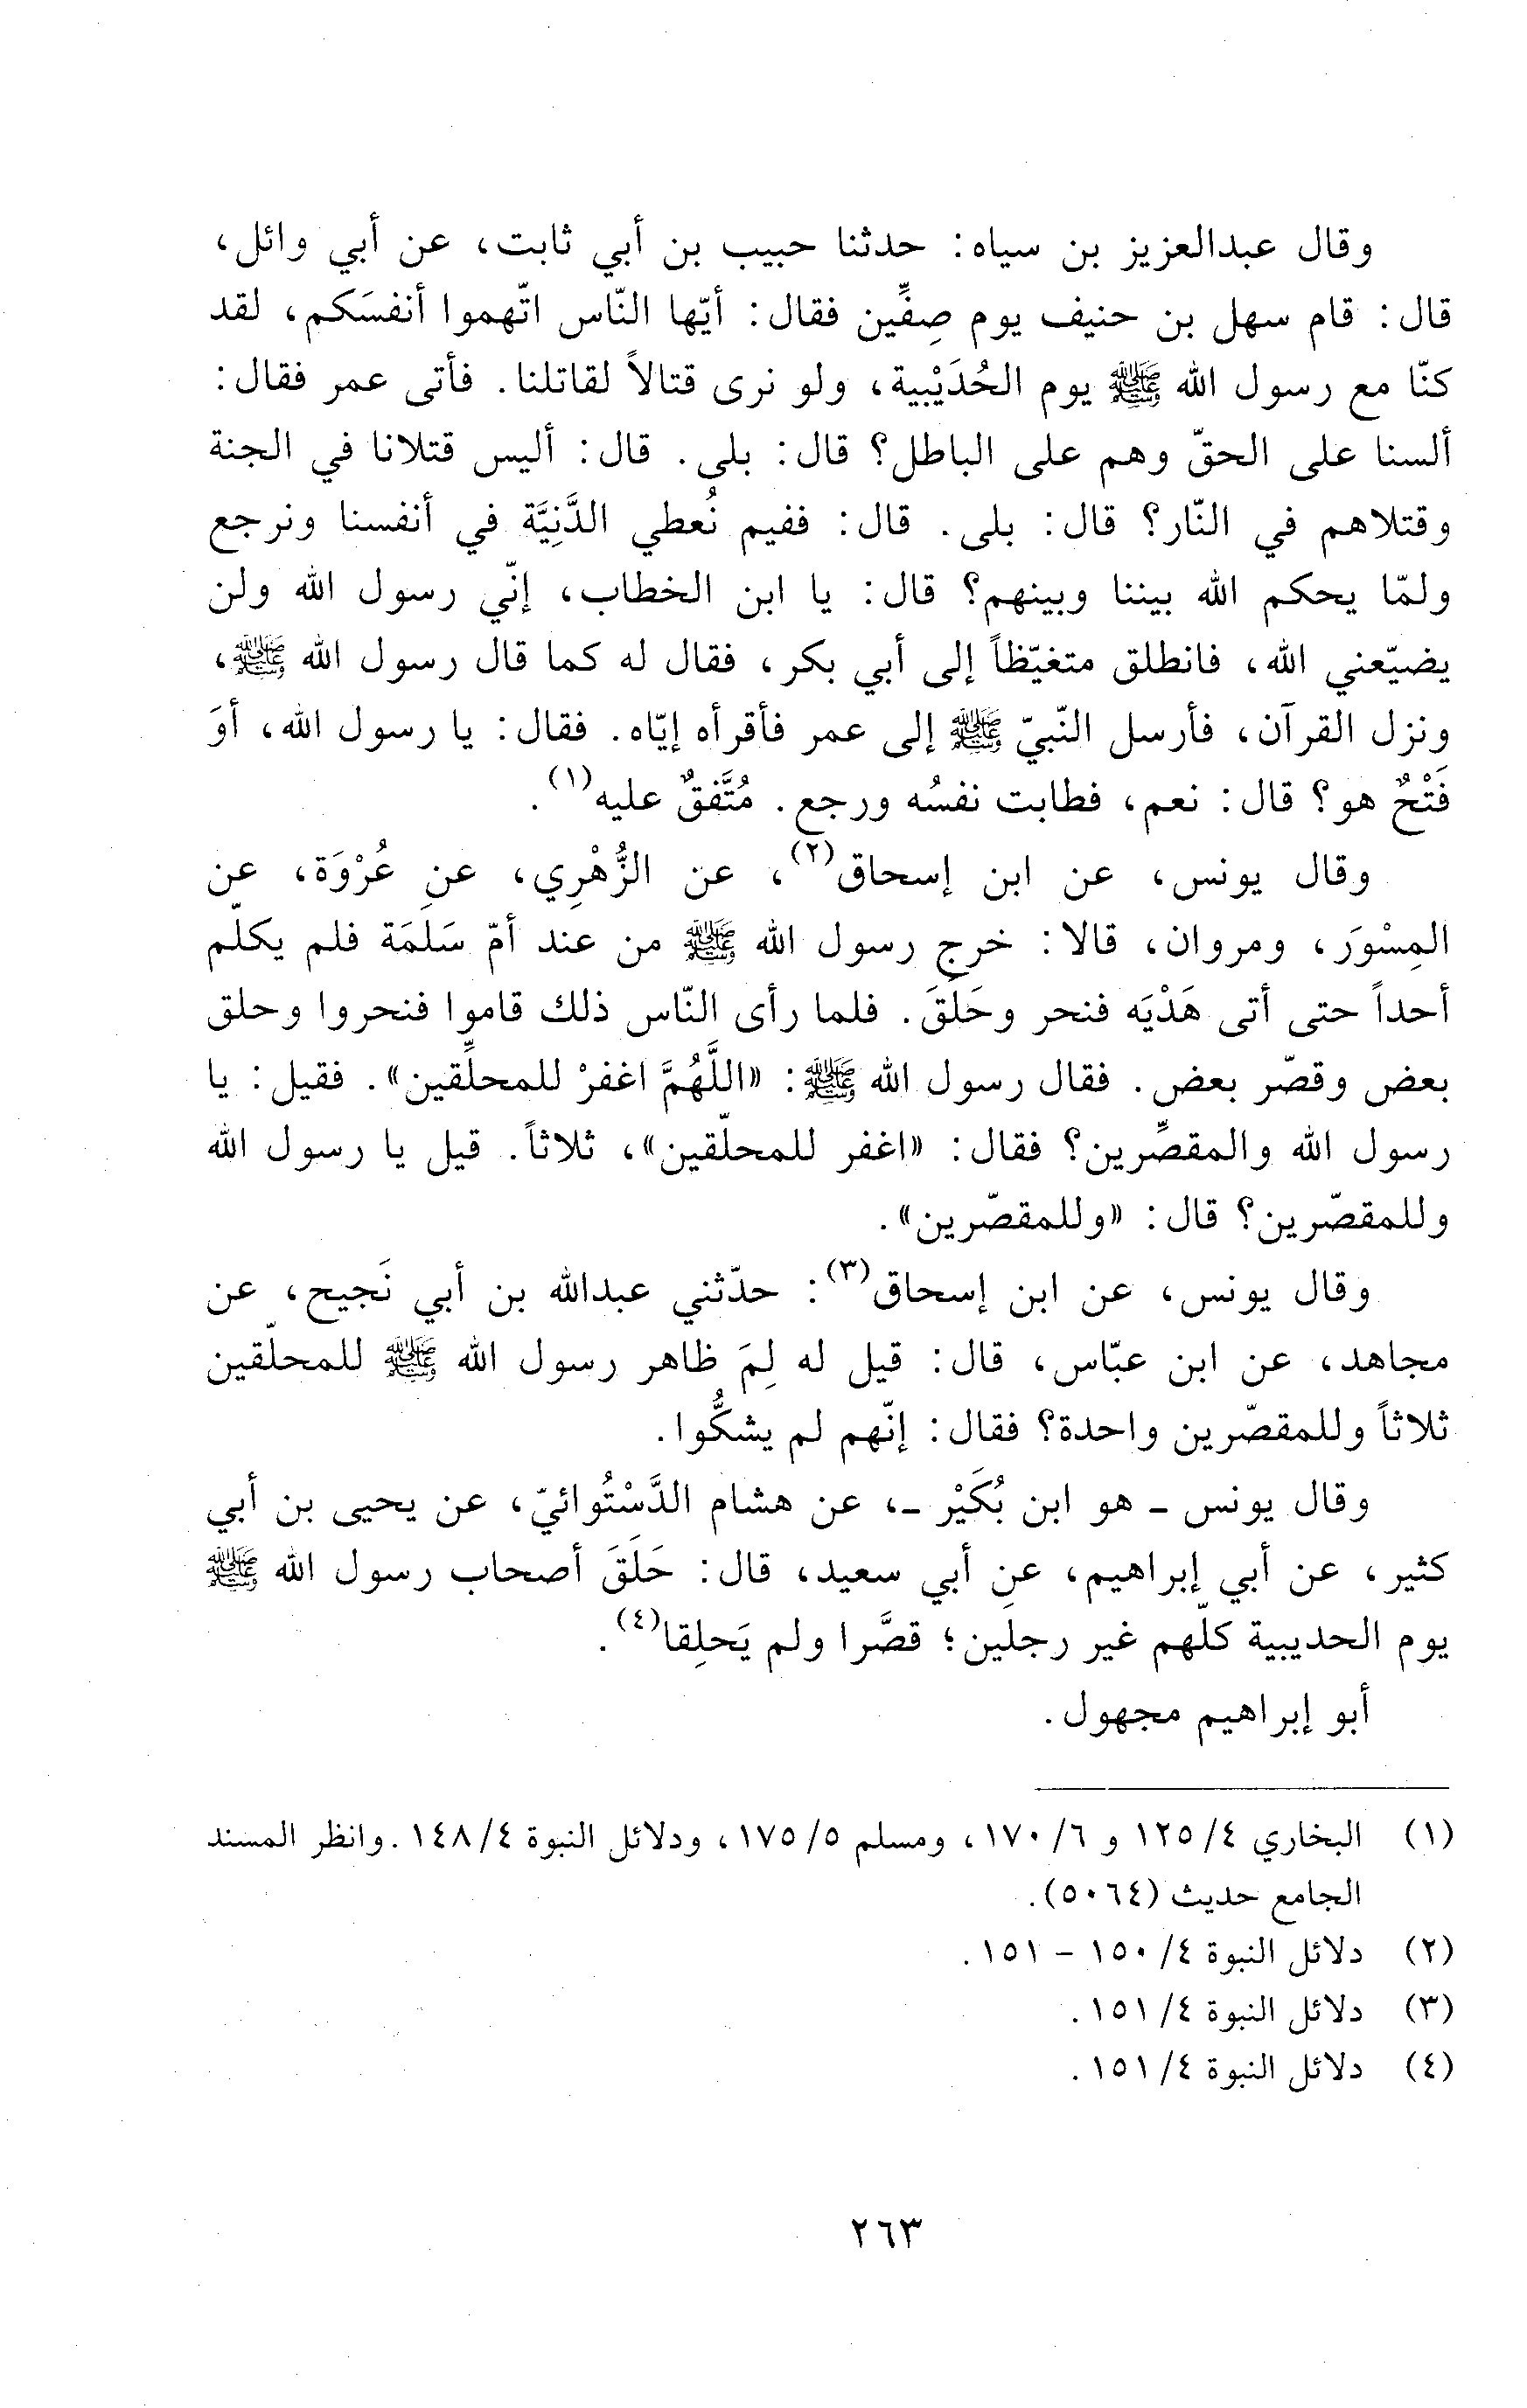 وقال عبدالعزيز بن سياه: حدثنا حبيب بن أبي ثابت، عن أبي وائل،
قال: قام سهل بن حنيف يوم صِفِّين فقال: أيّها النّاس اتّهموا أنفسَكم، لقد
كنّا مع رسول الله ﷺ يوم الحُدَيْبية، ولو نرى قتالاً لقاتلنا. فأتى عمر فقال:
ألسنا على الحقّ وهم على الباطل؟ قال: بلى. قال: أليس قتلانا في الجنة
وقتلاهم في النّار؟ قال: بلى. قال: ففيم نُعطي الدَّنِيَّة في أنفسنا ونرجع
ولمّا يحكم الله بيننا وبينهم؟ قال: يا ابن الخطاب، إنّي رسول الله ولن
يضيّعني الله، فانطلق متغيّظاً إلى أبي بكر، فقال له كما قال رسول الله ﷺ،
ونزل القرآن، فأرسل النّبيّ ﷺ إلى عمر فأقرأه إيّاه. فقال: يا رسول الله، أوَ
فَتْحٌ هو؟ قال: نعم، فطابت نفسُه ورجع. مُتَّفقٌ عليه(١).
وقال يونس، عن ابن إسحاق(٢)، عن الزُّهْرِي، عن عُرْوَة، عن
المِسْوَر، ومروان، قالا: خرج رسول الله ﷺ من عند أمّ سَلَمَة فلم يكلّم
أحداً حتى أتى هَدْيَه فنحر وحَلَقَ. فلما رأى النّاس ذلك قاموا فنحروا وحلق
بعض وقصّر بعض. فقال رسول الله ﷺ: «اللَّهُمَّ اغفرْ للمحلِّقين». فقيل: يا
رسول الله والمقصِّرين؟ فقال: «اغفر للمحلّقين»، ثلاثاً. قيل يا رسول الله
وللمقصّرين؟ قال: «وللمقصّرين».
وقال يونس، عن ابن إسحاق(٣): حدّثني عبدالله بن أبي نَجيح، عن
مجاهد، عن ابن عبّاس، قال: قيل له لِمَ ظاهر رسول الله ﷺ للمحلّقين
ثلاثاً وللمقصّرين واحدة؟ فقال: إنّهم لم يشكُّوا.
وقال يونس - هو ابن بُكَيْر -، عن هشام الدَّسْتُوائيّ، عن يحيى بن أبي
كثير، عن أبي إبراهيم، عن أبي سعيد، قال: حَلَقَ أصحاب رسول الله ﷺ
يوم الحديبية كلّهم غير رجلين؛ قصَّرا ولم يَحلِقا(٤).
أبو إبراهيم مجهول.
(١) البخاري ٤/ ١٢٥ و ٦/ ١٧٠، ومسلم ٥/ ١٧٥، ودلائل النبوة ٤/ ١٤٨. وانظر المسند
الجامع حديث (٥٠٦٤).
(٢) دلائل النبوة ٤/ ١٥٠ - ١٥١.
(٣) دلائل النبوة ٤/ ١٥١.
(٤) دلائل النبوة ٤/ ١٥١.
٢٦٣